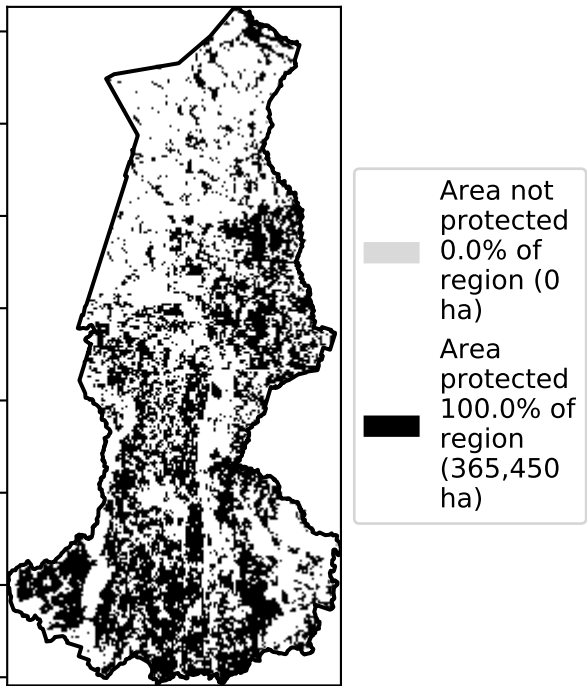 Area not
protected
0.0% of
region (0
ha)
Area
protected
100.0% of
region
(365,450
ha)